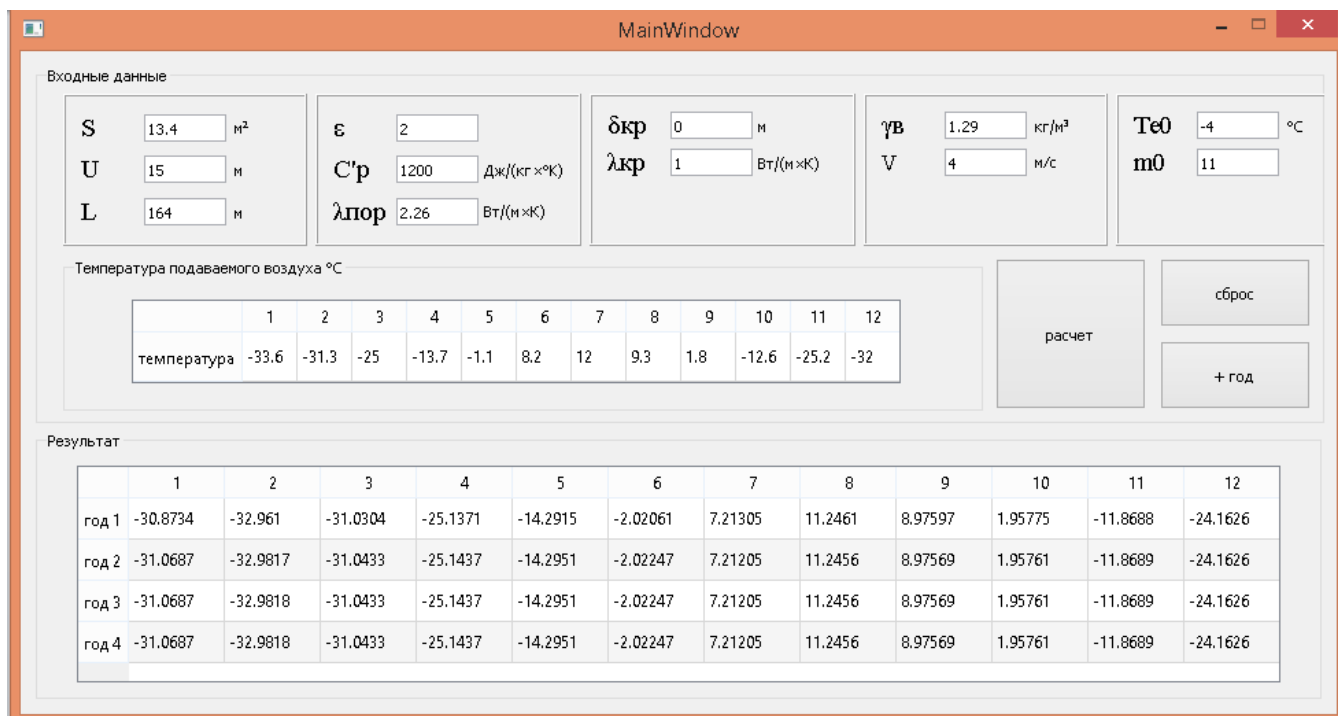 MainWindow
Входные данные
S 13.4 м² ε 2 δкр 0 м γв 1.29 кг/м³ Te0 -4 °C
U 15 м C'p 1200 Дж/(кг×°К) λкр 1 Вт/(м×К) V 4 м/с m0 11
L 164 м λпор 2.26 Вт/(м×К)
Температура подаваемого воздуха °C
1 2 3 4 5 6 7 8 9 10 11 12
температура -33.6 -31.3 -25 -13.7 -1.1 8.2 12 9.3 1.8 -12.6 -25.2 -32
расчет
сброс
+ год
Результат
1 2 3 4 5 6 7 8 9 10 11 12
год 1 -30.8734 -32.961 -31.0304 -25.1371 -14.2915 -2.02061 7.21305 11.2461 8.97597 1.95775 -11.8688 -24.1626
год 2 -31.0687 -32.9817 -31.0433 -25.1437 -14.2951 -2.02247 7.21205 11.2456 8.97569 1.95761 -11.8689 -24.1626
год 3 -31.0687 -32.9818 -31.0433 -25.1437 -14.2951 -2.02247 7.21205 11.2456 8.97569 1.95761 -11.8689 -24.1626
год 4 -31.0687 -32.9818 -31.0433 -25.1437 -14.2951 -2.02247 7.21205 11.2456 8.97569 1.95761 -11.8689 -24.1626